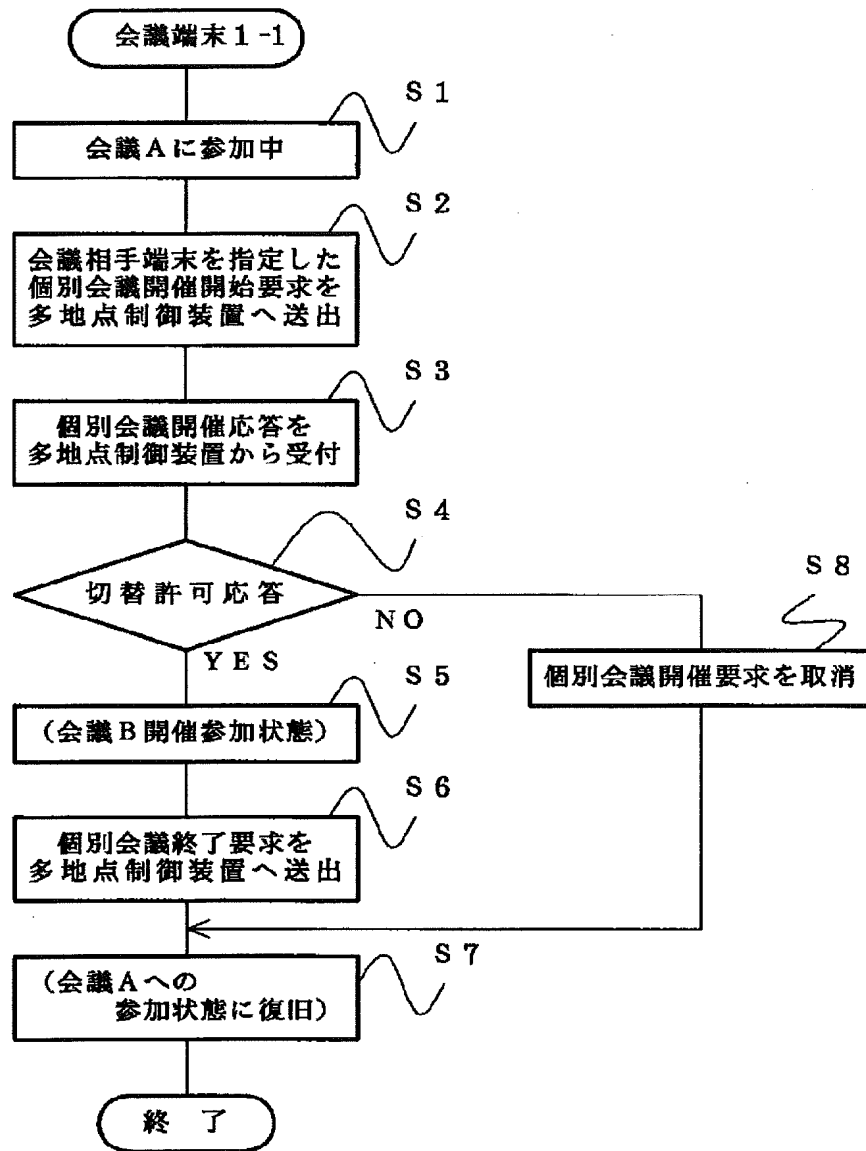 会議端末1-1
S1
会議Aに参加中
S2
会議相手端末を指定した
個別会議開催開始要求を
多地点制御装置へ送出
S3
個別会議開催応答を
多地点制御装置から受付
S4
切替許可応答
NO
YES
S8
個別会議開催要求を取消
S5
(会議B開催参加状態)
S6
個別会議終了要求を
多地点制御装置へ送出
S7
(会議Aへの
参加状態に復旧)
終 了